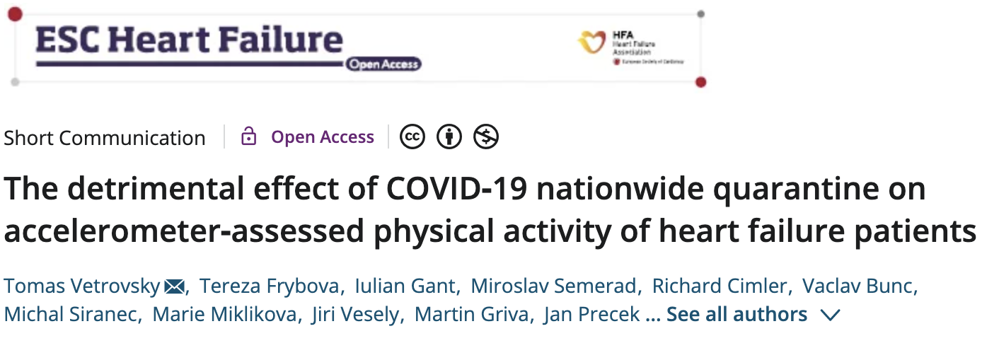 ESC Heart Failure
Open Access
HFA
Heart Failure
Association
European Society of Cardiology
Short Communication Open Access cc
The detrimental effect of COVID-19 nationwide quarantine on
accelerometer-assessed physical activity of heart failure patients
Tomas Vetrovsky, Tereza Frybova, Iulian Gant, Miroslav Semerad, Richard Cimler, Vaclav Bunc,
Michal Siranec, Marie Miklikova, Jiri Vesely, Martin Griva, Jan Precek ... See all authors